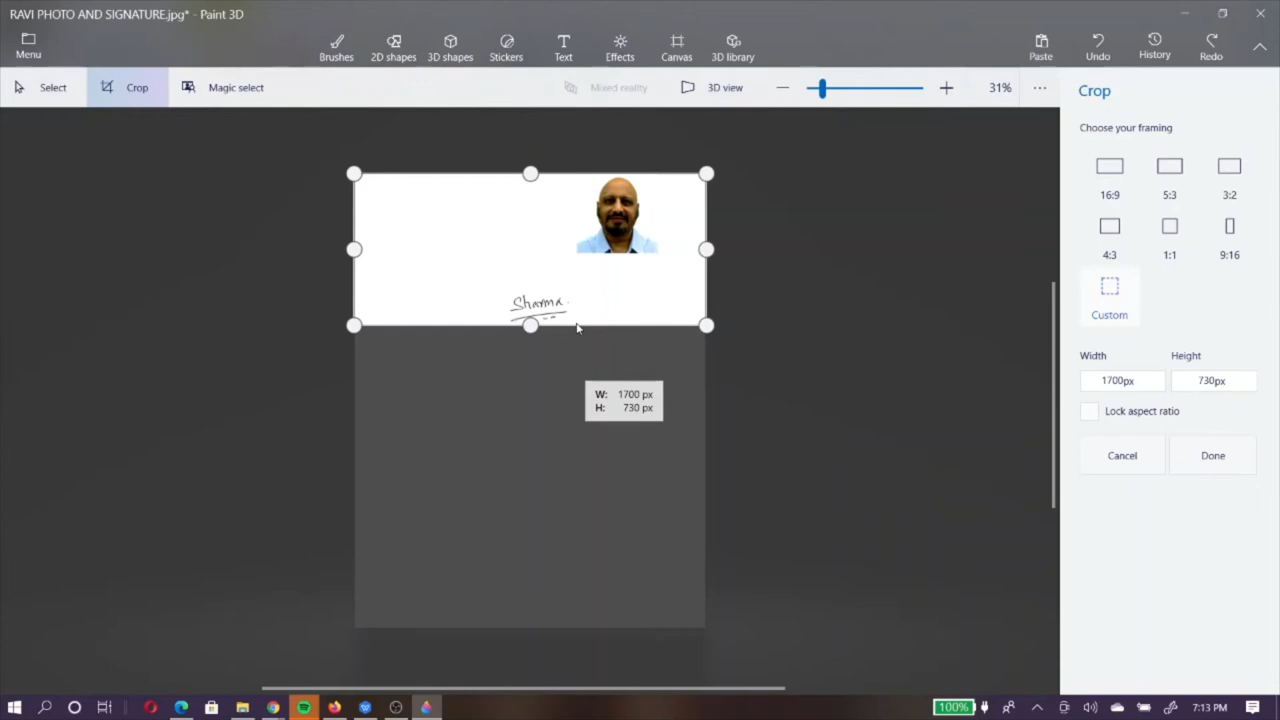 RAVI PHOTO AND SIGNATURE.jpg* - Paint 3D
Menu
Brushes
2D shapes
3D shapes
Stickers
Text
Effects
Canvas
3D library
Paste
Undo
History
Redo
Select
Crop
Magic select
Mixed reality
3D view
31%
Crop
Choose your framing
16:9
5:3
3:2
4:3
1:1
9:16
Custom
Width
Height
1700px
730px
Lock aspect ratio
Cancel
Done
Sharma.
W: 1700 px
H: 730 px
100%
7:13 PM